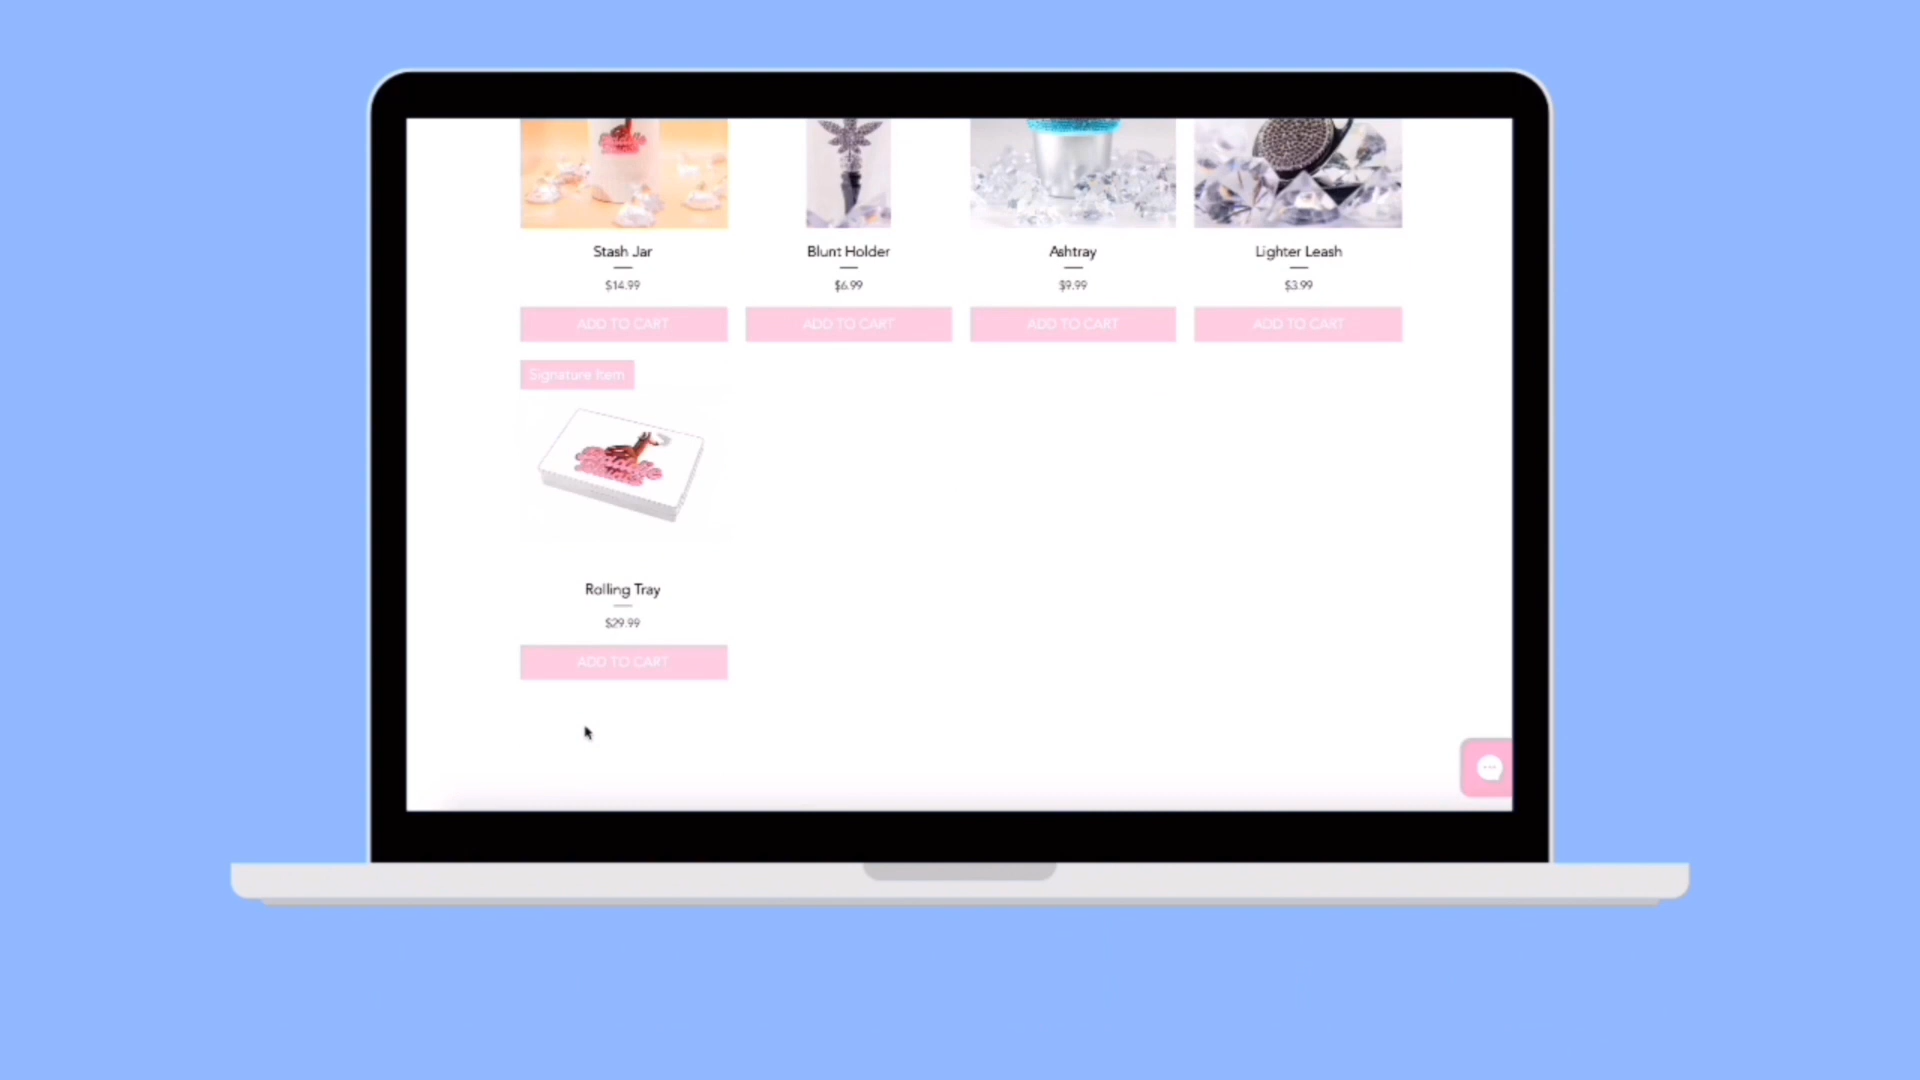 Stash Jar
Blunt Holder
Ashtray
Lighter Leash
$14.99
$6.99
$9.99
$3.99
ADD TO CART
ADD TO CART
ADD TO CART
ADD TO CART
Signature Item
Rolling Tray
$29.99
ADD TO CART